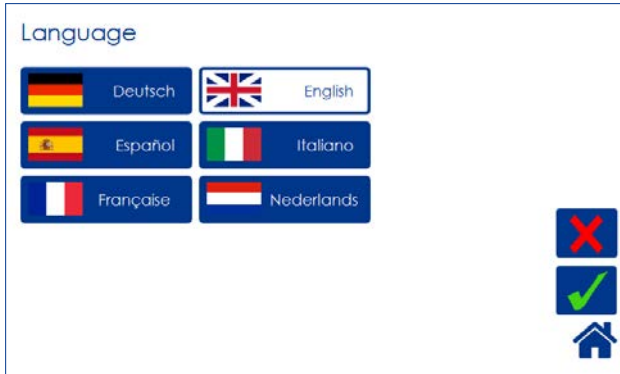 Language
Deutsch
English
Español
Italiano
Française
Nederlands